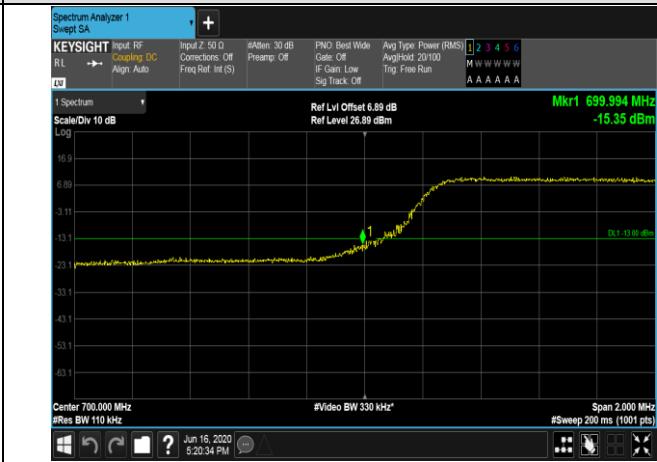 Spectrum Analyzer 1
Swept SA
+
KEYSIGHT
RL
LXI
Input: RF
Coupling: DC
Align: Auto
Input Z: 50 Ω
Corrections: Off
Freq Ref: Int (S)
#Atten: 30 dB
Preamp: Off
PNO: Best Wide
Gate: Off
IF Gain: Low
Sig Track: Off
Avg Type: Power (RMS)
Avg|Hold: 20/100
Trig: Free Run
1 2 3 4 5 6
M W W W W W
A A A A A A
1 Spectrum
Scale/Div 10 dB
Log
Ref Lvl Offset 6.89 dB
Ref Level 26.89 dBm
Mkr1 699.994 MHz
-15.35 dBm
16.9
6.89
-3.11
-13.1
-23.1
-33.1
-43.1
-53.1
-63.1
1
DL1 -13.00 dBm
Center 700.000 MHz
#Res BW 110 kHz
#Video BW 330 kHz*
Span 2.000 MHz
#Sweep 200 ms (1001 pts)
?
Jun 16, 2020
5:20:34 PM